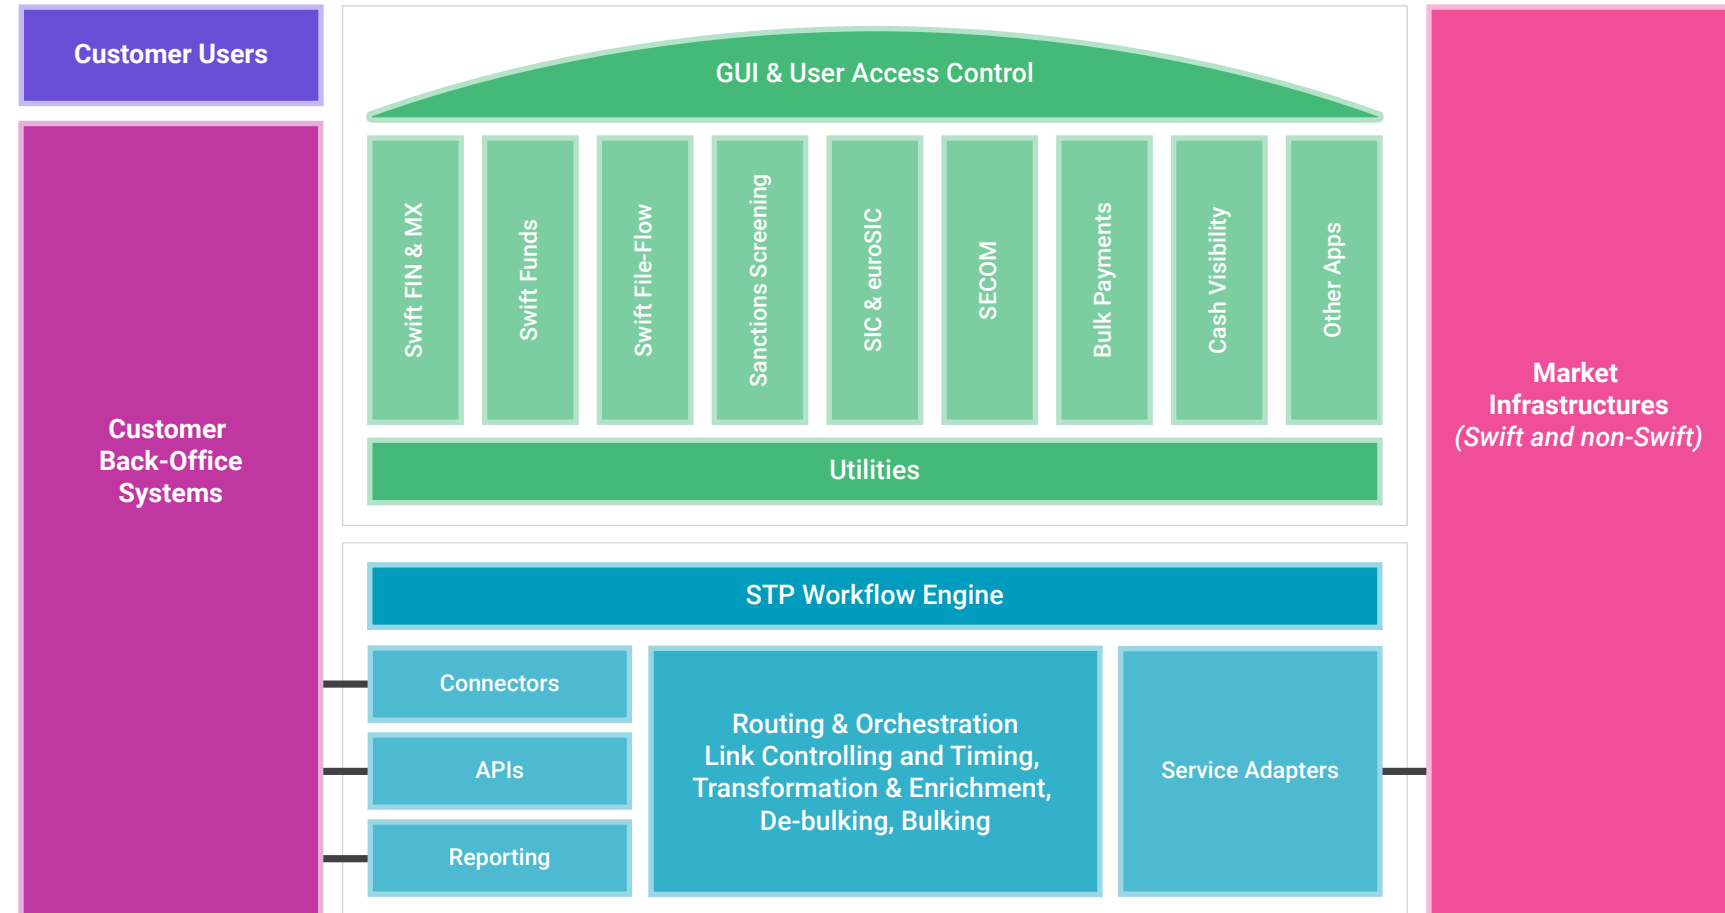 Customer Users
Customer
Back-Office
Systems
GUI & User Access Control
Swift FIN & MX
Swift Funds
Swift File-Flow
Sanctions Screening
SIC & euroSIC
SECOM
Bulk Payments
Cash Visibility
Other Apps
Utilities
STP Workflow Engine
Connectors
APIs
Reporting
Routing & Orchestration
Link Controlling and Timing,
Transformation & Enrichment,
De-bulking, Bulking
Service Adapters
Market
Infrastructures
(Swift and non-Swift)